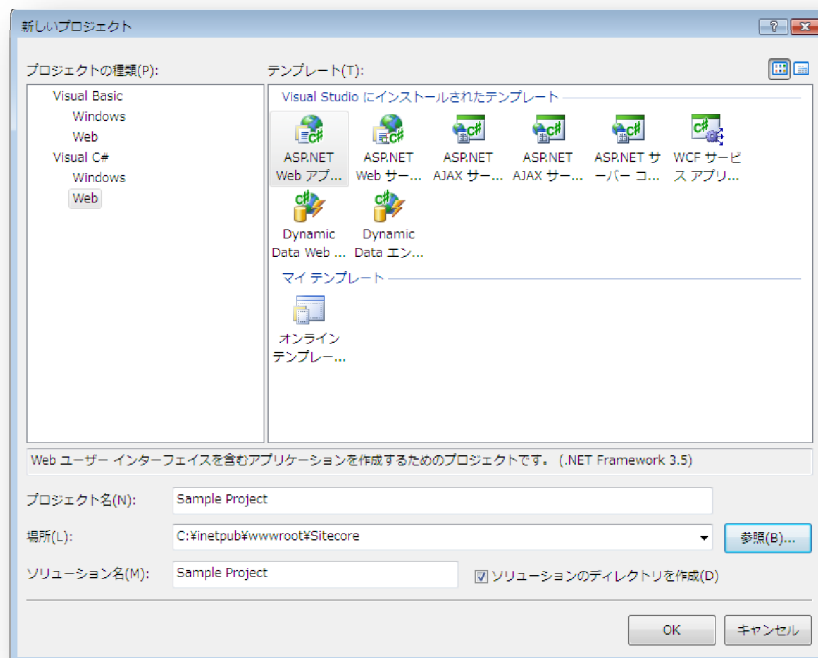 新しいプロジェクト
プロジェクトの種類(P):
テンプレート(T):
Visual Basic
Windows
Web
Visual C#
Windows
Web
Visual Studio にインストールされたテンプレート
ASP.NET Web アプ...
ASP.NET Web サー...
ASP.NET AJAX サー...
ASP.NET AJAX サー...
ASP.NET サーバー コ...
WCF サービス アプリ...
Dynamic Data Web ...
Dynamic Data エン...
マイ テンプレート
オンライン テンプレー...
Web ユーザー インターフェイスを含むアプリケーションを作成するためのプロジェクトです。 (.NET Framework 3.5)
プロジェクト名(N):
Sample Project
場所(L):
C:¥inetpub¥wwwroot¥Sitecore
参照(B)...
ソリューション名(M):
Sample Project
ソリューションのディレクトリを作成(D)
OK
キャンセル